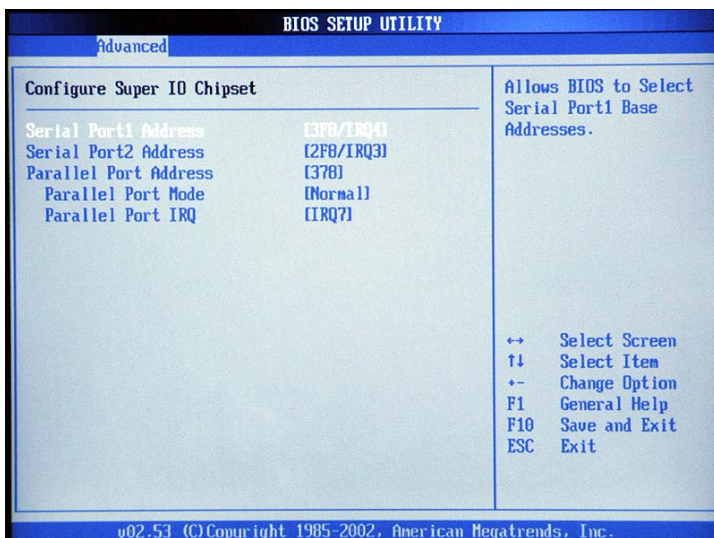 BIOS SETUP UTILITY
Advanced
Configure Super IO Chipset
Serial Port1 Address [3F8/IRQ4]
Serial Port2 Address [2F8/IRQ3]
Parallel Port Address [378]
Parallel Port Mode [Normal]
Parallel Port IRQ [IRQ7]
Allows BIOS to Select
Serial Port1 Base
Addresses.
↔ Select Screen
↑↓ Select Item
+- Change Option
F1 General Help
F10 Save and Exit
ESC Exit
v02.53 (C)Copyright 1985-2002, American Megatrends, Inc.